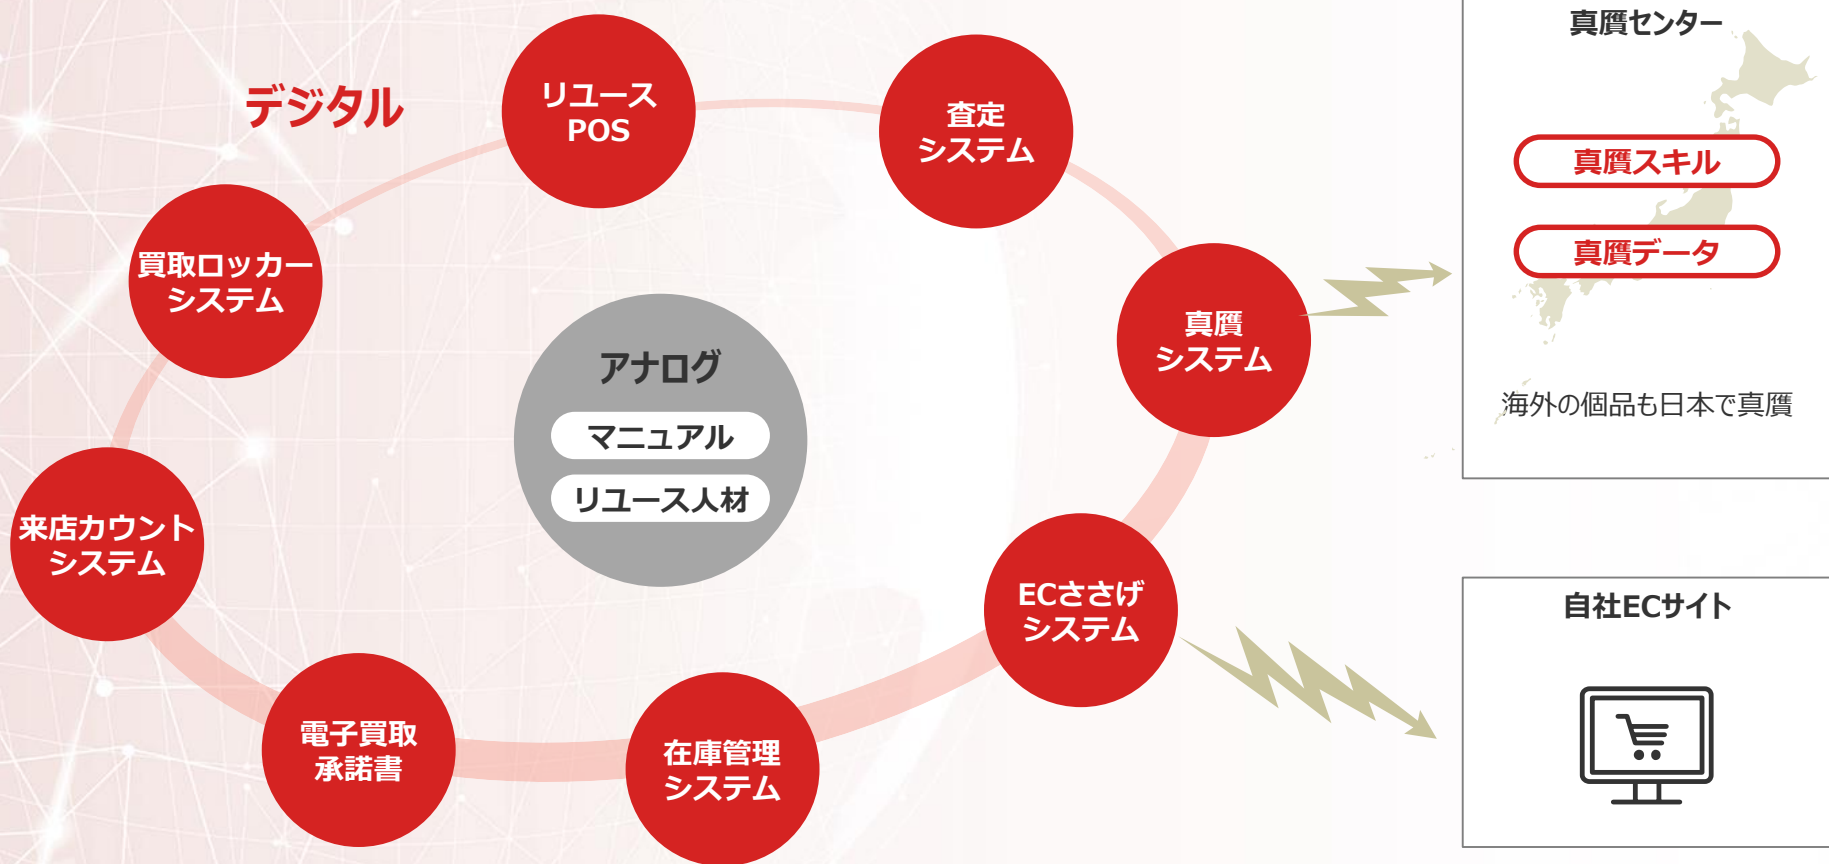 デジタル
リユース
POS
査定
システム
買取ロッカー
システム
真贋
システム
アナログ
マニュアル
リユース人材
来店カウント
システム
ECささげ
システム
電子買取
承諾書
在庫管理
システム
真贋センター
真贋スキル
真贋データ
海外の個品も日本で真贋
自社ECサイト